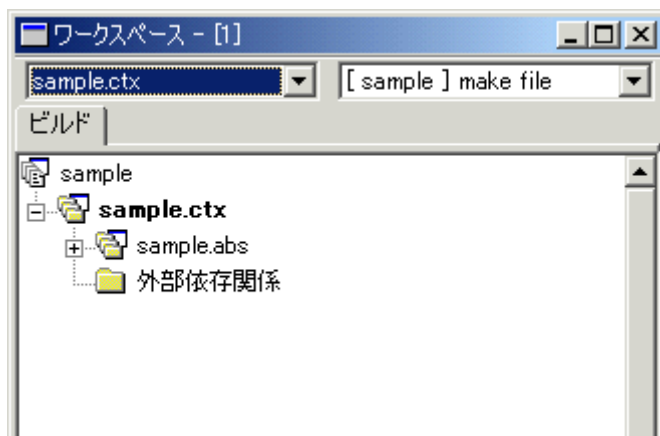 ワークスペース - [1]
sample.ctx [ sample ] make file
ビルド
sample
sample.ctx
sample.abs
外部依存関係